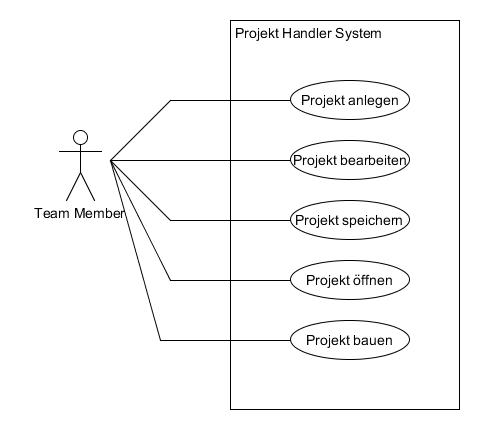 Projekt Handler System
Projekt anlegen
Projekt bearbeiten
Team Member
Projekt speichern
Projekt öffnen
Projekt bauen